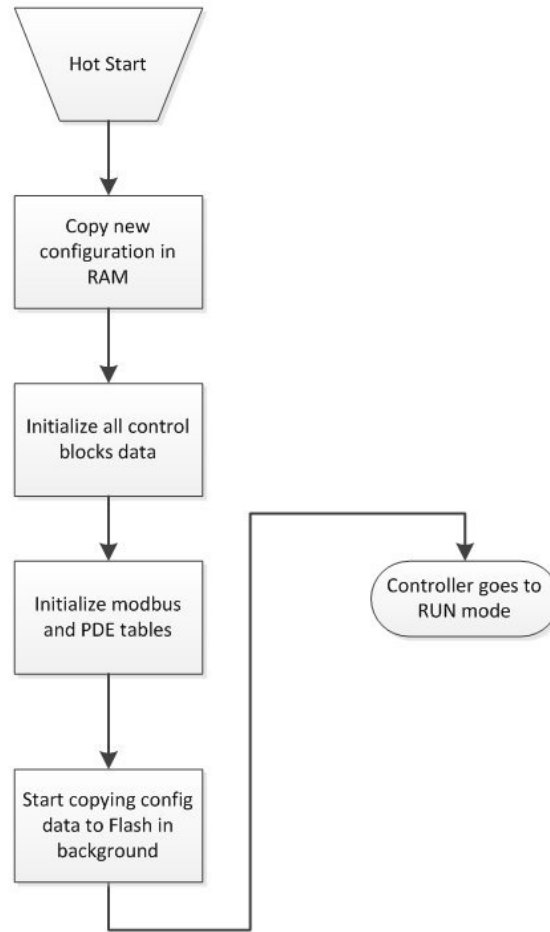 Hot Start
Copy new
configuration in
RAM
Initialize all control
blocks data
Initialize modbus
and PDE tables
Start copying config
data to Flash in
background
Controller goes to
RUN mode